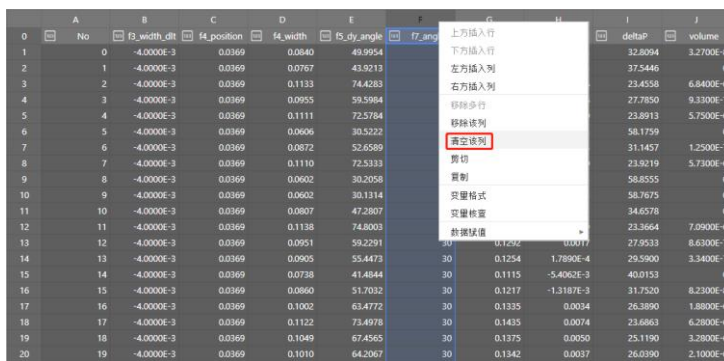 A B C D E F G H I J
0 No f3_width_dlt f4_position f4_width f5_dy_angle f7_ang deltaP volume
1 0 -4.0000E-3 0.0369 0.0840 49.9954 32.8094 3.2700E-
2 1 -4.0000E-3 0.0369 0.0767 43.9213 37.5446
3 2 -4.0000E-3 0.0369 0.1133 74.4283 23.4558 6.8400E-
4 3 -4.0000E-3 0.0369 0.0955 59.5984 27.7850 9.3300E-
5 4 -4.0000E-3 0.0369 0.1111 72.5784 23.8913 5.7500E-
6 5 -4.0000E-3 0.0369 0.0606 30.5222 58.1759
7 6 -4.0000E-3 0.0369 0.0872 52.6589 31.1457 1.2500E-
8 7 -4.0000E-3 0.0369 0.1110 72.5333 23.9219 5.7300E-
9 8 -4.0000E-3 0.0369 0.0602 30.2058 58.8555
10 9 -4.0000E-3 0.0369 0.0602 30.1314 58.7675
11 10 -4.0000E-3 0.0369 0.0807 47.2807 34.6578
12 11 -4.0000E-3 0.0369 0.1138 74.8003 23.3664 7.0900E-
13 12 -4.0000E-3 0.0369 0.0951 59.2291 30 0.1292 0.0017 27.9533 8.6300E-
14 13 -4.0000E-3 0.0369 0.0905 55.4473 30 0.1254 1.7890E-4 29.5900 3.3400E-
15 14 -4.0000E-3 0.0369 0.0738 41.4844 30 0.1115 -5.4062E-3 40.0153
16 15 -4.0000E-3 0.0369 0.0860 51.7032 30 0.1217 -1.3187E-3 31.7520 8.2300E-
17 16 -4.0000E-3 0.0369 0.1002 63.4772 30 0.1335 0.0034 26.3890 1.8800E-
18 17 -4.0000E-3 0.0369 0.1122 73.4978 30 0.1435 0.0074 23.6863 6.2800E-
19 18 -4.0000E-3 0.0369 0.1049 67.4565 30 0.1375 0.0050 25.1190 3.2800E-
20 19 -4.0000E-3 0.0369 0.1010 64.2067 30 0.1342 0.0037 26.0390 2.1000E-
上方插入行
下方插入行
左方插入列
右方插入列
移除多行
移除该列
清空该列
剪切
复制
变量格式
变量核查
数据赋值